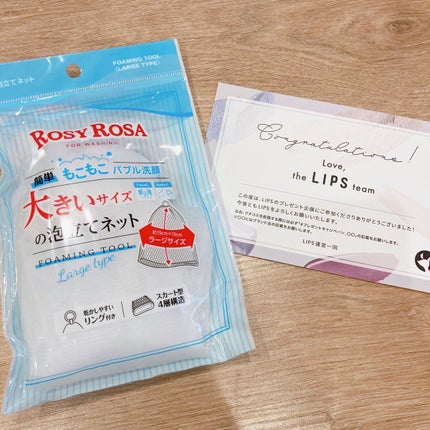 泡立てネット
FOAMING TOOL
(LARGE TYPE)
ROSY ROSA
FOR WASHING
簡単 もこもこ バブル洗顔
大きいサイズ
の泡立てネット
FOAMING TOOL
Large type
ラージサイズ
乾かしやすい
リング付き
スカート型
4層構造
Congratulations!
Love,
the LIPS team
この度は、LIPSのプレゼント企画にご参加くださりありがとうございました!
今後ともLIPSをよろしくお願いいたします。
LIPS運営一同